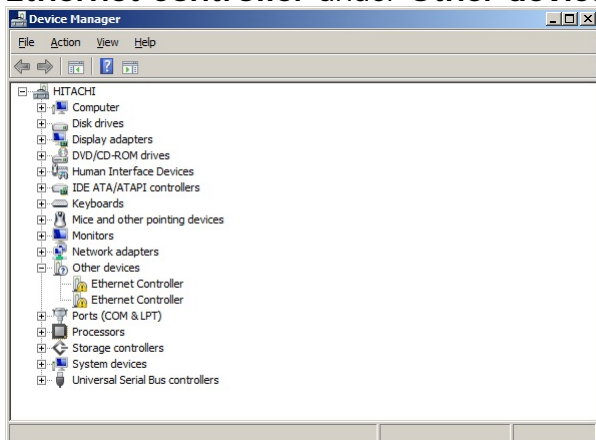 Ethernet controller under Other device
Device Manager
File Action View Help
HITACHI
Computer
Disk drives
Display adapters
DVD/CD-ROM drives
Human Interface Devices
IDE ATA/ATAPI controllers
Keyboards
Mice and other pointing devices
Monitors
Network adapters
Other devices
Ethernet Controller
Ethernet Controller
Ports (COM & LPT)
Processors
Storage controllers
System devices
Universal Serial Bus controllers